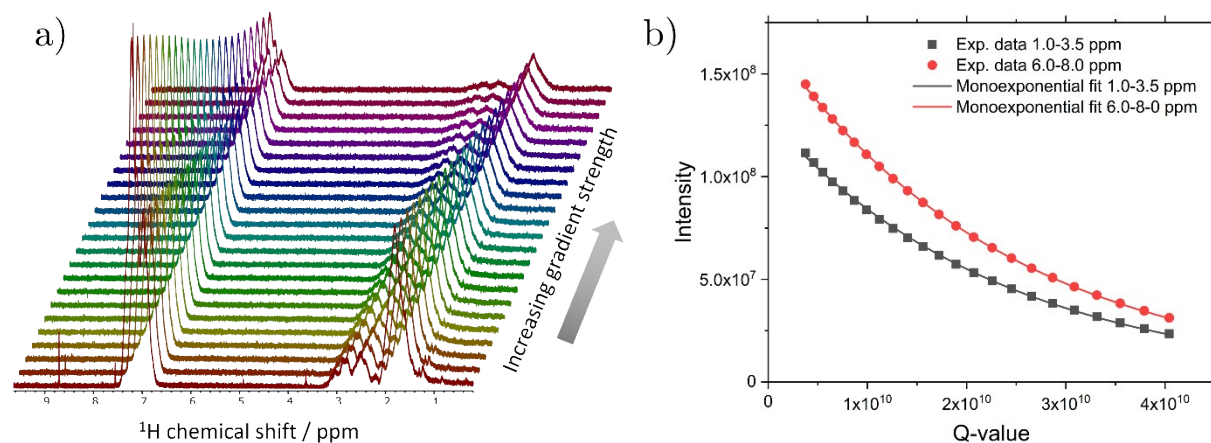 a)
Increasing gradient strength
9 8 7 6 5 4 3 2 1
¹H chemical shift / ppm
b)
Exp. data 1.0-3.5 ppm
Exp. data 6.0-8.0 ppm
Monoexponential fit 1.0-3.5 ppm
Monoexponential fit 6.0-8-0 ppm
Intensity
1.5x10⁸
1.0x10⁸
5.0x10⁷
0
0 1x10¹⁰ 2x10¹⁰ 3x10¹⁰ 4x10¹⁰
Q-value